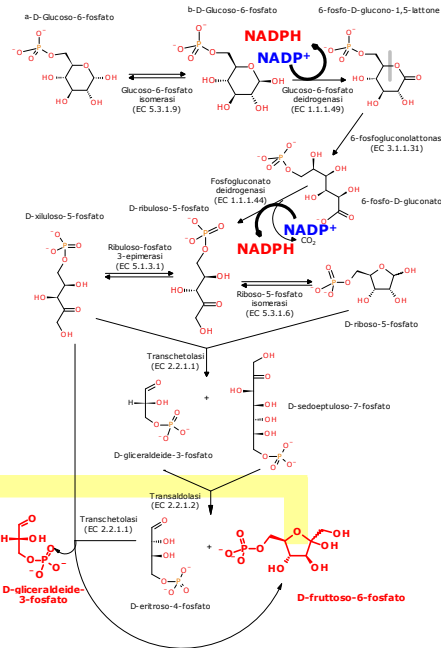 a-D-Glucoso-6-fosfato
b-D-Glucoso-6-fosfato
6-fosfo-D-glucono-1,5-lattone
NADPH
NADP+
Glucoso-6-fosfato
isomerasi
(EC 5.3.1.9)
Glucoso-6-fosfato
deidrogenasi
(EC 1.1.1.49)
6-fosfogluconolattonasi
(EC 3.1.1.31)
Fosfogluconato
deidrogenasi
(EC 1.1.1.44)
6-fosfo-D-gluconato
D-xiluloso-5-fosfato
D-ribuloso-5-fosfato
NADP+
CO2
NADPH
Ribuloso-fosfato
3-epimerasi
(EC 5.1.3.1)
Riboso-5-fosfato
isomerasi
(EC 5.3.1.6)
D-riboso-5-fosfato
Transchetolasi
(EC 2.2.1.1)
+
D-gliceraldeide-3-fosfato
D-sedoeptuloso-7-fosfato
Transaldolasi
(EC 2.2.1.2)
Transchetolasi
(EC 2.2.1.1)
+
D-gliceraldeide-
3-fosfato
D-eritroso-4-fosfato
D-fruttoso-6-fosfato